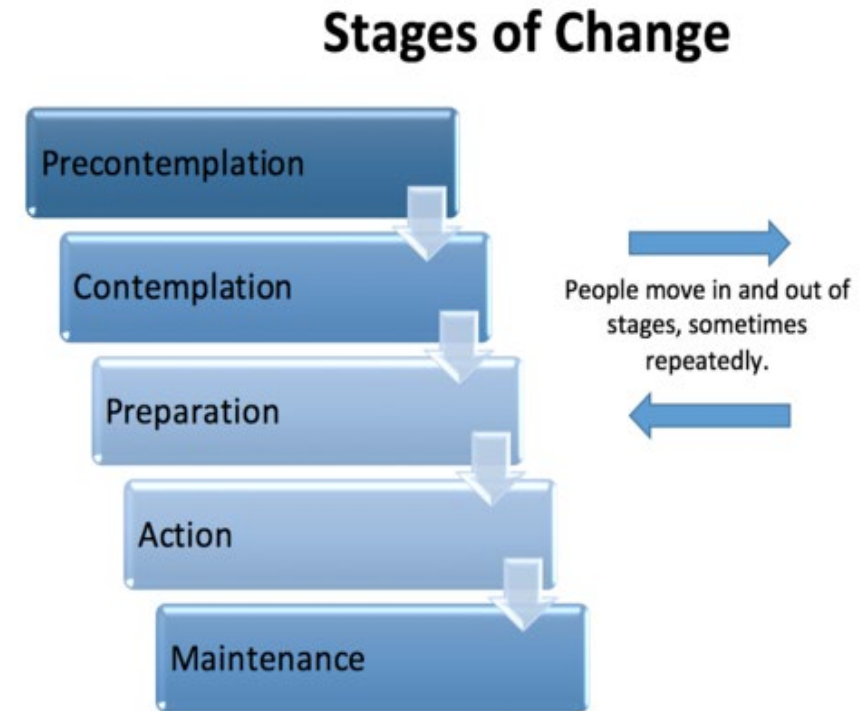 Stages of Change
Precontemplation
Contemplation
People move in and out of
stages, sometimes
repeatedly.
Preparation
Action
Maintenance